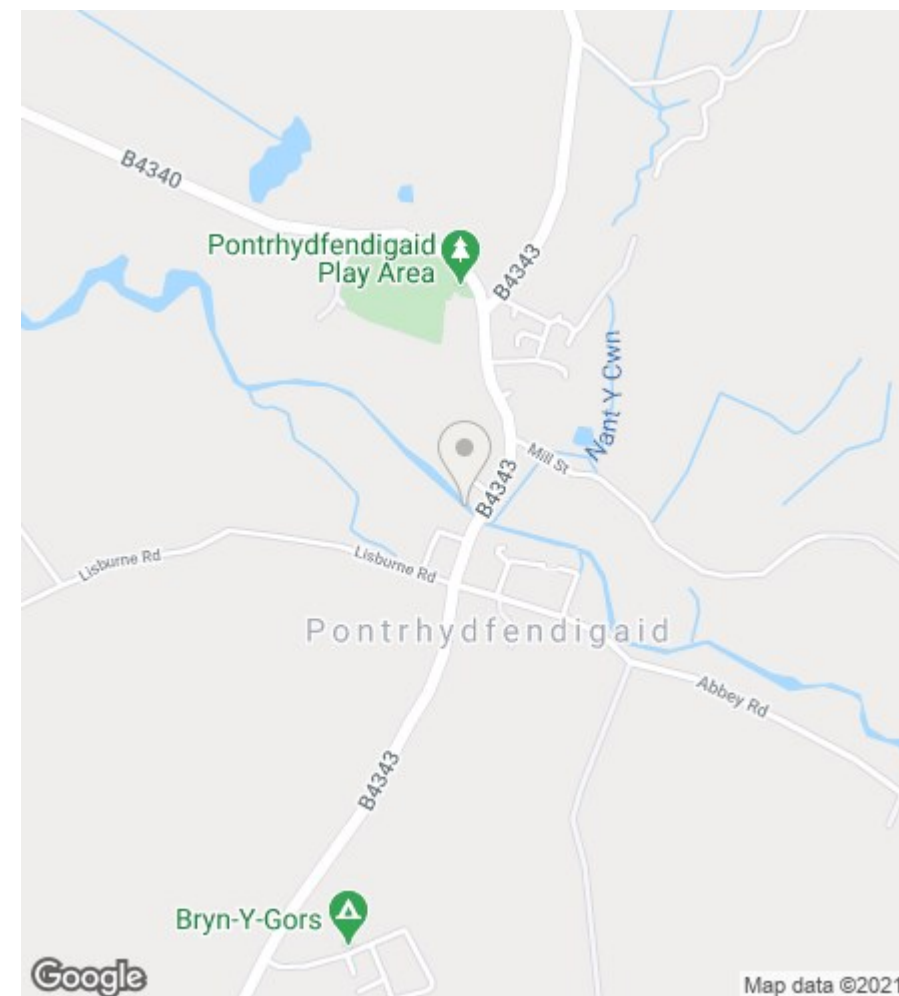 B4340
Pontrhydfendigaid
Play Area
B4343
Nant Y Cwn
Mill St
B4343
Lisburne Rd
Lisburne Rd
Pontrhydfendigaid
Abbey Rd
B4343
Bryn-Y-Gors
Google
Map data ©2021